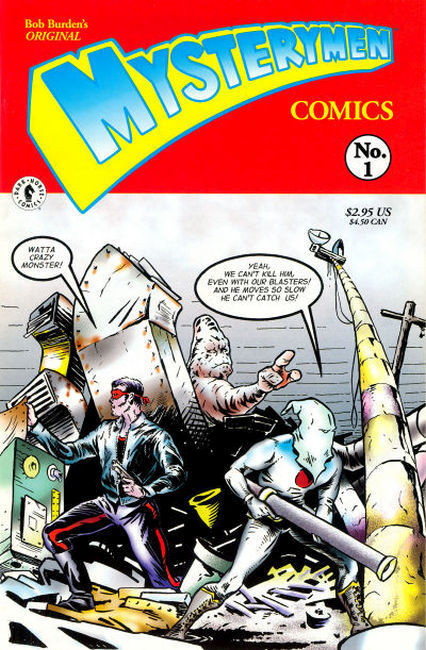 Bob Burden's
ORIGINAL
MYSTERYMEN
COMICS
No.
1
DARK HORSE
COMICS
$2.95 US
$4.50 CAN
WATTA
CRAZY
MONSTER!
YEAH,
WE CAN'T KILL HIM,
EVEN WITH OUR BLASTERS!
AND HE MOVES SO SLOW
HE CAN'T CATCH US!